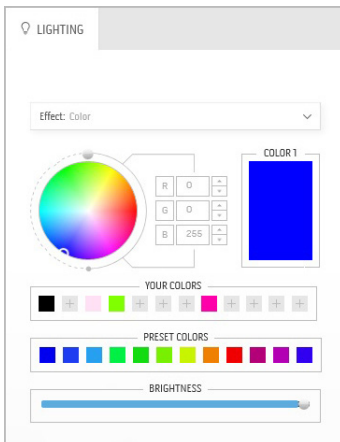 LIGHTING
Effect: Color
COLOR 1
R 0
G 0
B 255
YOUR COLORS
PRESET COLORS
BRIGHTNESS